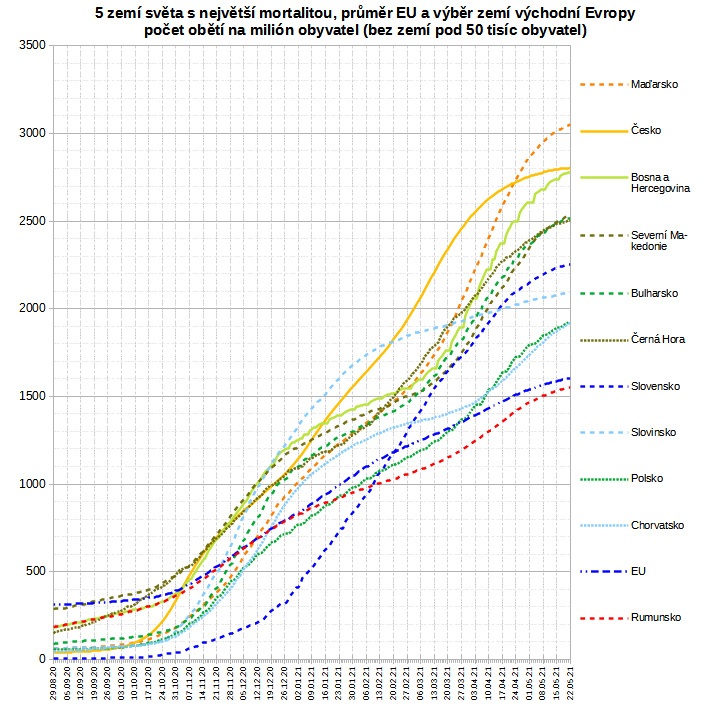 5 zemí světa s největší mortalitou, průměr EU a výběr zemí východní Evropy
počet obětí na milión obyvatel (bez zemí pod 50 tisíc obyvatel)
3500
3000
2500
2000
1500
1000
500
0
Maďarsko
Česko
Bosna a
Hercegovina
Severní Ma-
kedonie
Bulharsko
Černá Hora
Slovensko
Slovinsko
Polsko
Chorvatsko
EU
Rumunsko
29.08.20
06.09.20
12.09.20
19.09.20
26.09.20
03.10.20
10.10.20
17.10.20
24.10.20
31.10.20
07.11.20
14.11.20
21.11.20
28.11.20
05.12.20
12.12.20
19.12.20
26.12.20
02.01.21
09.01.21
16.01.21
23.01.21
30.01.21
06.02.21
13.02.21
20.02.21
27.02.21
06.03.21
13.03.21
20.03.21
27.03.21
03.04.21
10.04.21
17.04.21
24.04.21
01.05.21
08.05.21
15.05.21
22.05.21